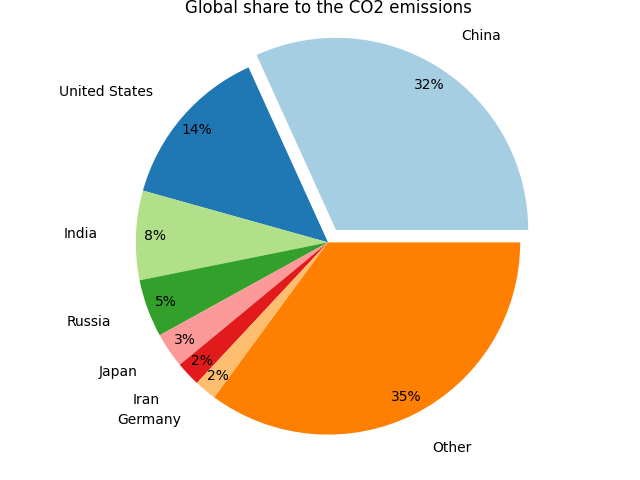 Global share to the CO2 emissions
China
32%
United States
14%
India
8%
Russia
5%
Japan
3%
Iran
2%
Germany
2%
Other
35%